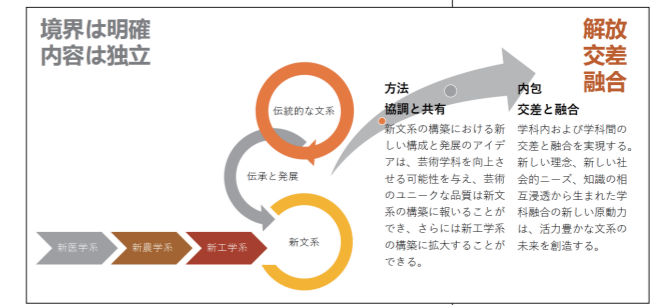 境界は明確
内容は独立
解放
交差
融合
伝統的な文系
伝承と発展
新文系
新医学系
新農学系
新工学系
方法
協調と共有
新文系の構築における新
しい構成と発展のアイデ
アは、芸術学科を向上さ
せる可能性を与え、芸術
のユニークな品質は新文
系の構築に報いることが
でき、さらには新工学系
の構築に拡大することが
できる。
内包
交差と融合
学科内および学科間の
交差と融合を実現する。
新しい理念、新しい社
会的ニーズ、知識の相
互浸透から生まれた学
科融合の新しい原動力
は、活力豊かな文系の
未来を創造する。